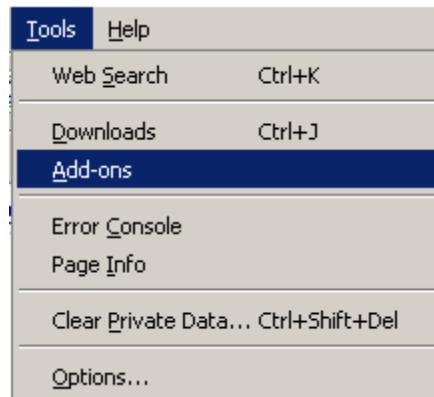 Tools Help
Web Search Ctrl+K
Downloads Ctrl+J
Add-ons
Error Console
Page Info
Clear Private Data... Ctrl+Shift+Del
Options...